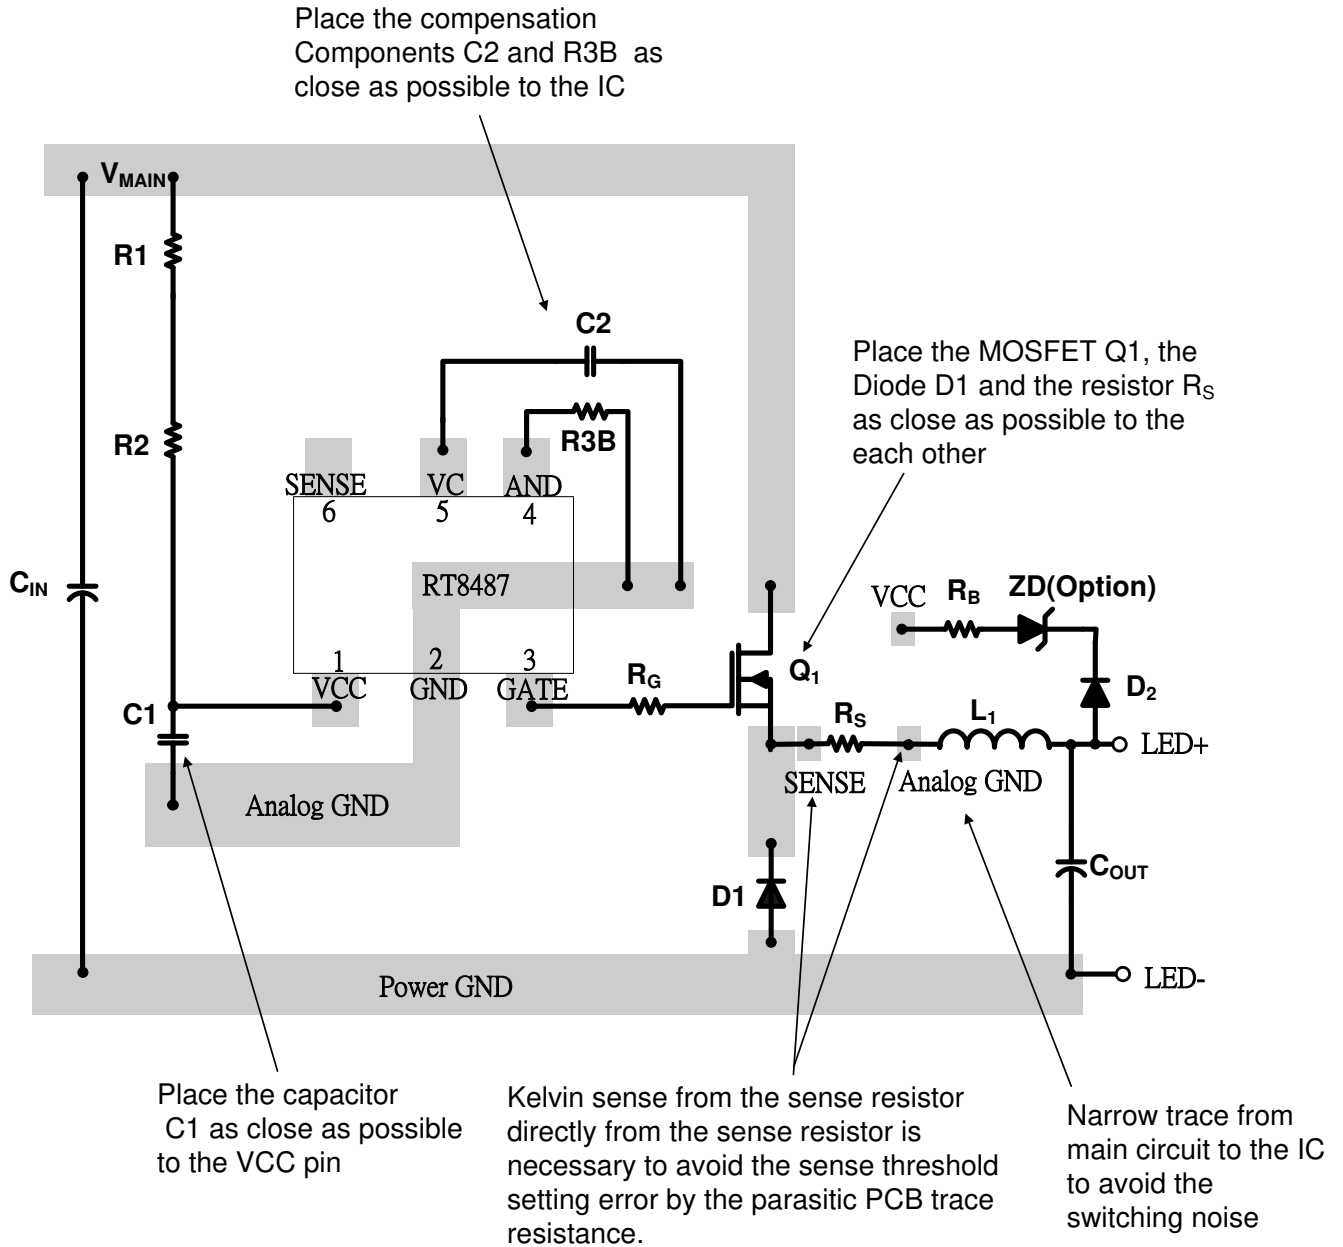 Place the compensation
Components C2 and R3B as
close as possible to the IC
VMAIN
R1
C2
Place the MOSFET Q1, the
Diode D1 and the resistor RS
as close as possible to the
each other
R2
R3B
SENSE
VC
AND
6
5
4
CIN
RT8487
VCC
RB
ZD(Option)
1
2
3
VCC
GND
GATE
RG
Q1
D2
C1
RS
L1
LED+
SENSE
Analog GND
Analog GND
COUT
D1
Power GND
LED-
Place the capacitor
C1 as close as possible
to the VCC pin
Kelvin sense from the sense resistor
directly from the sense resistor is
necessary to avoid the sense threshold
setting error by the parasitic PCB trace
resistance.
Narrow trace from
main circuit to the IC
to avoid the
switching noise